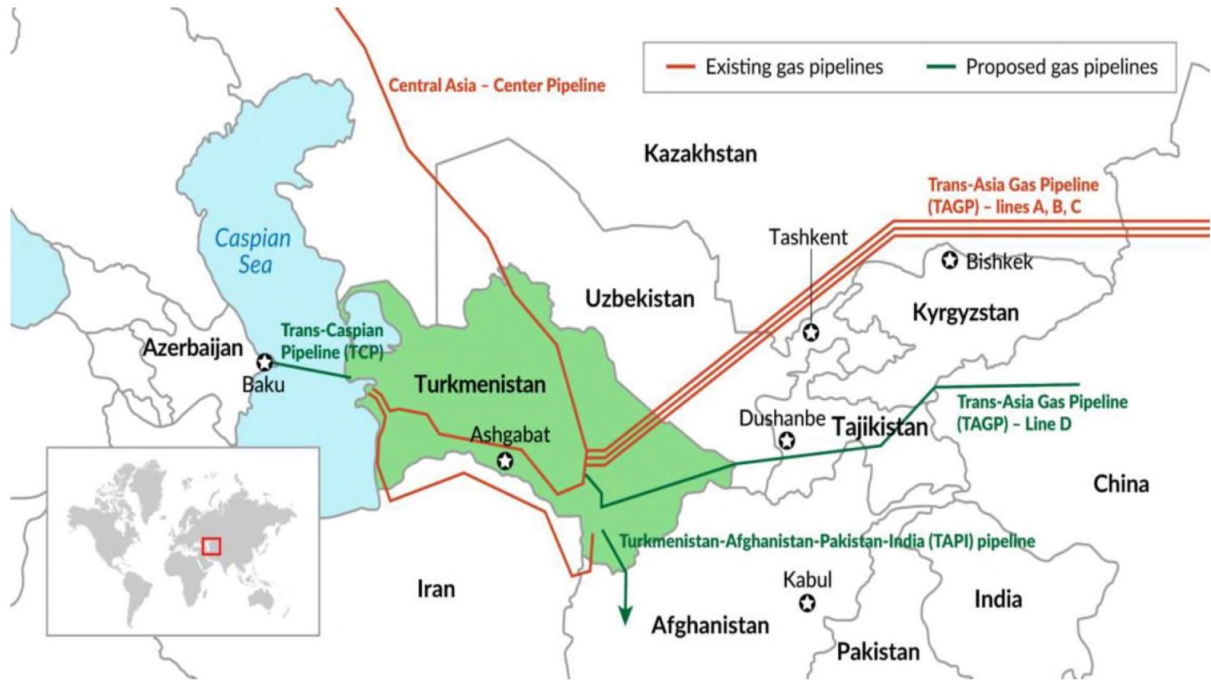 Existing gas pipelines
Proposed gas pipelines
Central Asia – Center Pipeline
Kazakhstan
Trans-Asia Gas Pipeline
(TAGP) – lines A, B, C
Tashkent
Caspian
Sea
Bishkek
Uzbekistan
Kyrgyzstan
Trans-Caspian
Pipeline (TCP)
Azerbaijan
Baku
Turkmenistan
Trans-Asia Gas Pipeline
(TAGP) – Line D
Dushanbe
Tajikistan
Ashgabat
China
Turkmenistan-Afghanistan-Pakistan-India (TAPI) pipeline
Iran
Kabul
India
Afghanistan
Pakistan